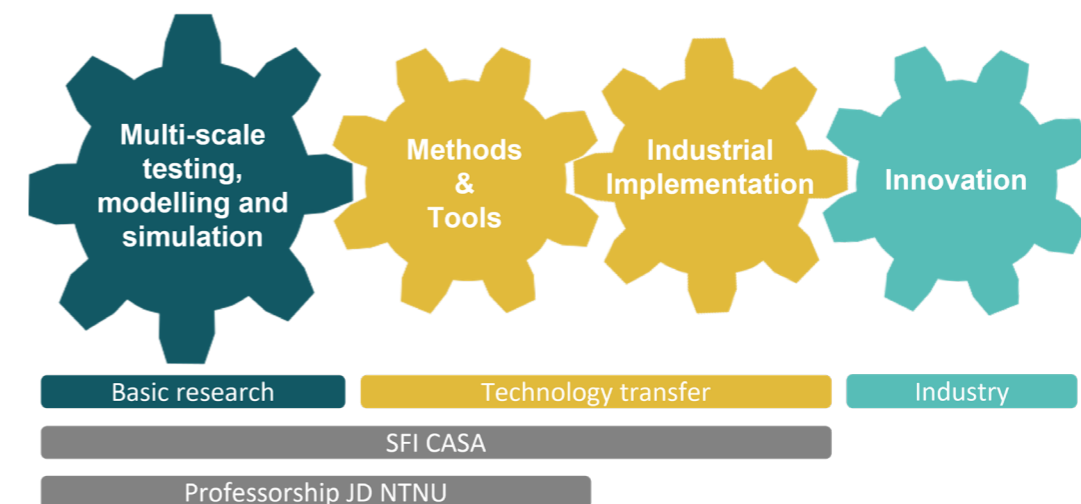 Multi-scale
testing,
modelling and
simulation
Methods
&
Tools
Industrial
Implementation
Innovation
Basic research
Technology transfer
Industry
SFI CASA
Professorship JD NTNU